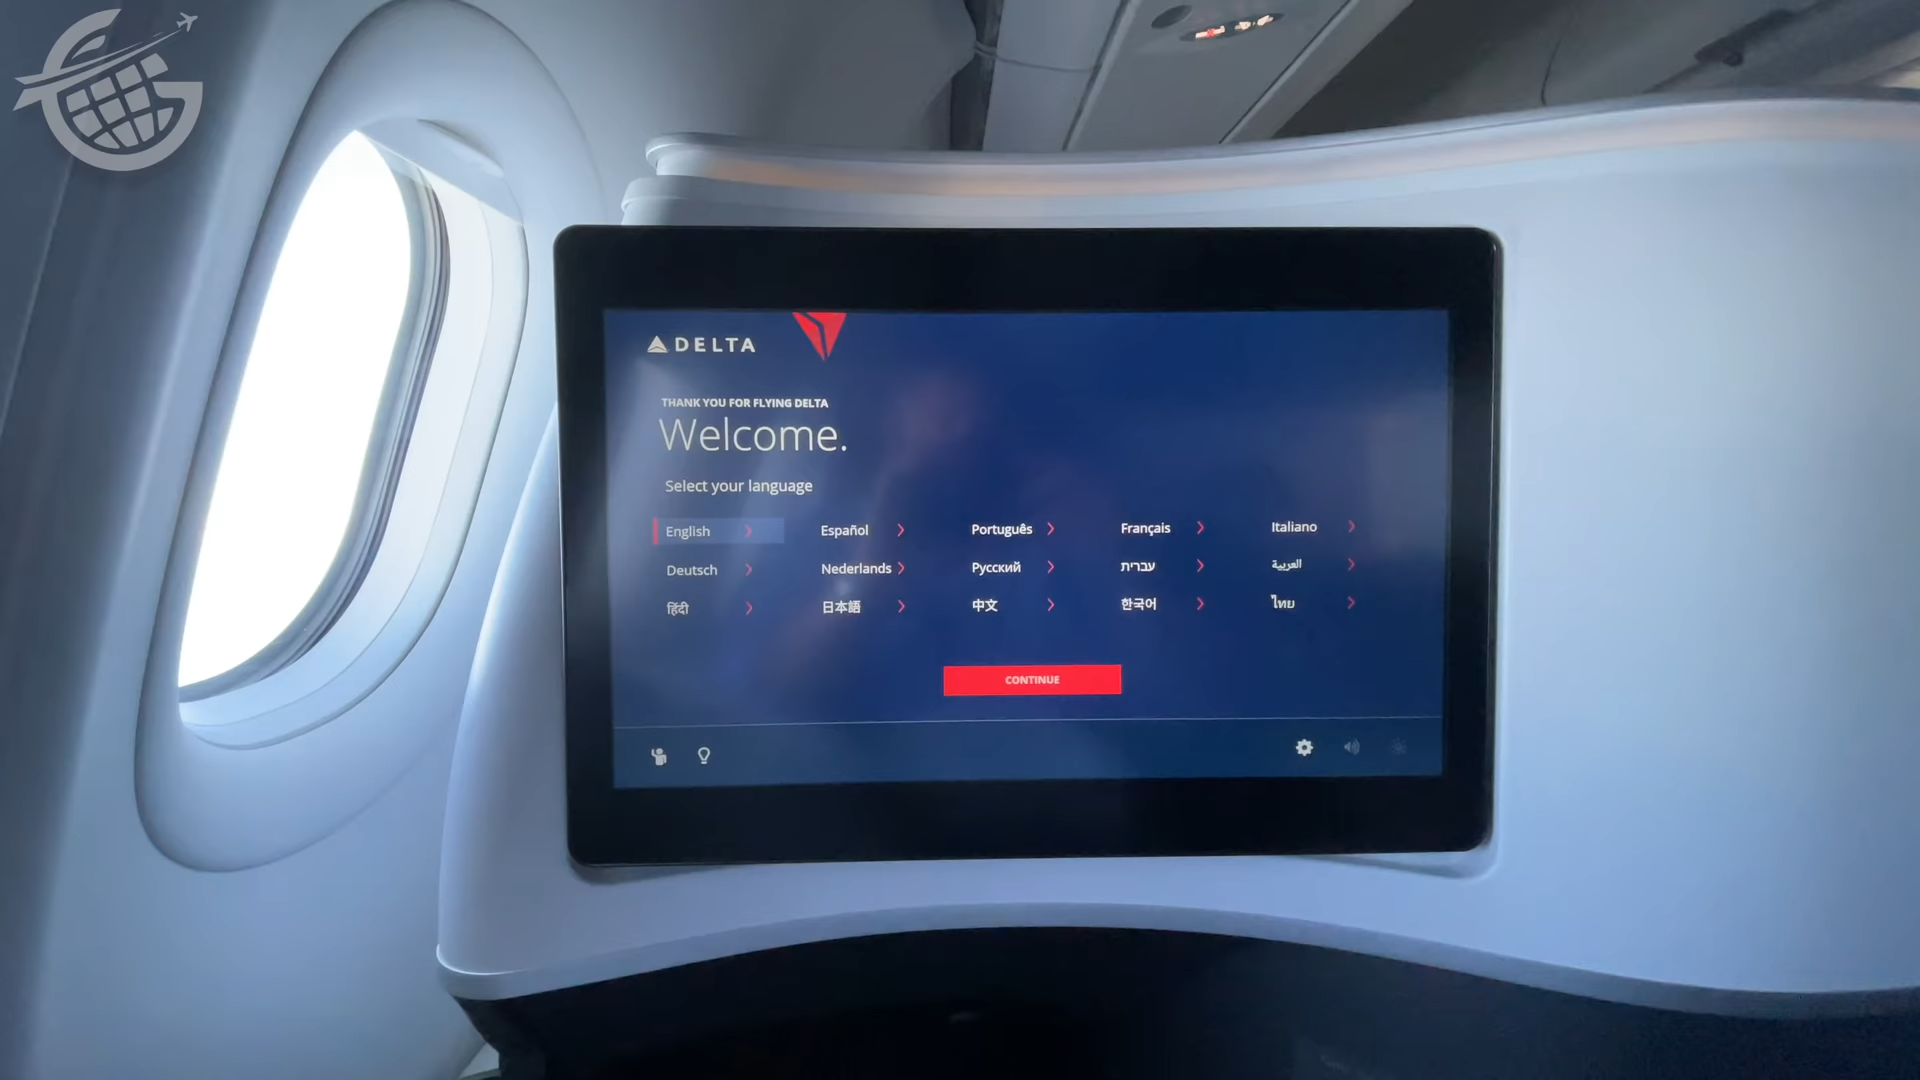 DELTA
THANK YOU FOR FLYING DELTA
Welcome.
Select your language
English Español Português Français Italiano
Deutsch Nederlands Русский עברית العربية
हिंदी 日本語 中文 한국어 ไทย
CONTINUE